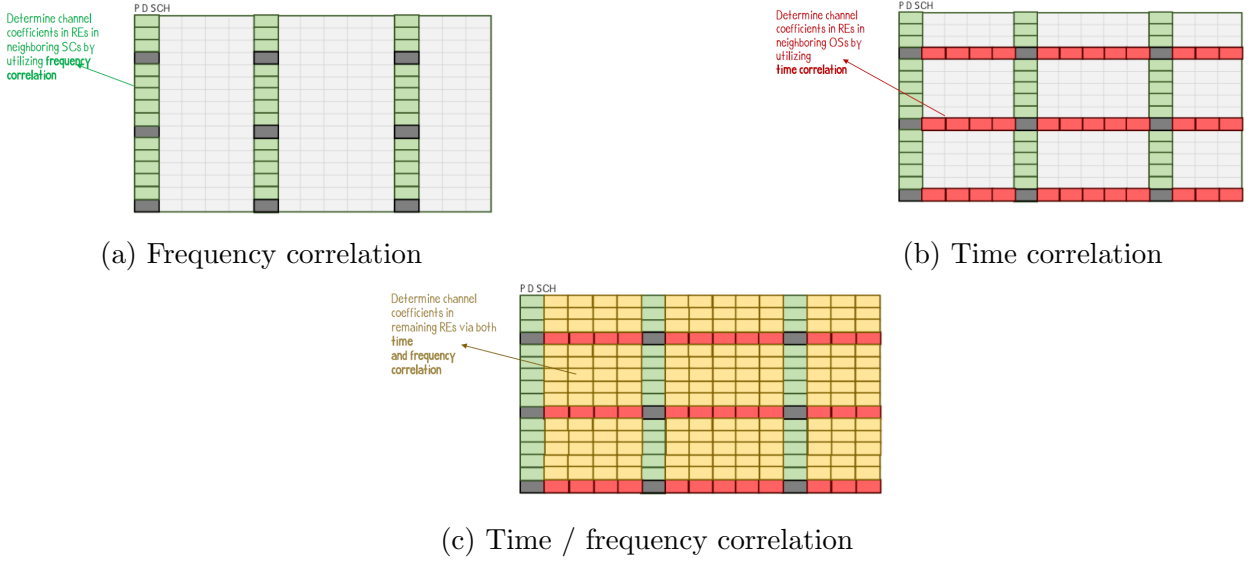 P D SCH
Determine channel
coefficients in REs in
neighboring SCs by
utilizing frequency
correlation
(a) Frequency correlation
P D SCH
Determine channel
coefficients in REs in
neighboring OSs by
utilizing
time correlation
(b) Time correlation
P D SCH
Determine channel
coefficients in
remaining REs via both
time
and frequency
correlation
(c) Time / frequency correlation